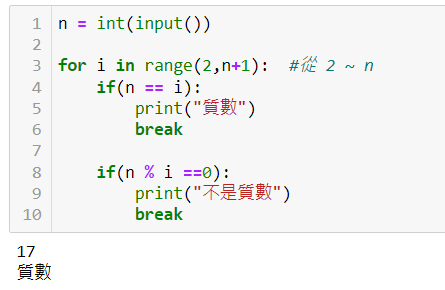 1 n = int(input())
2
3 for i in range(2,n+1):  #從 2 ~ n
4     if(n == i):
5         print("質數")
6         break
7
8     if(n % i ==0):
9         print("不是質數")
10         break
17
質數